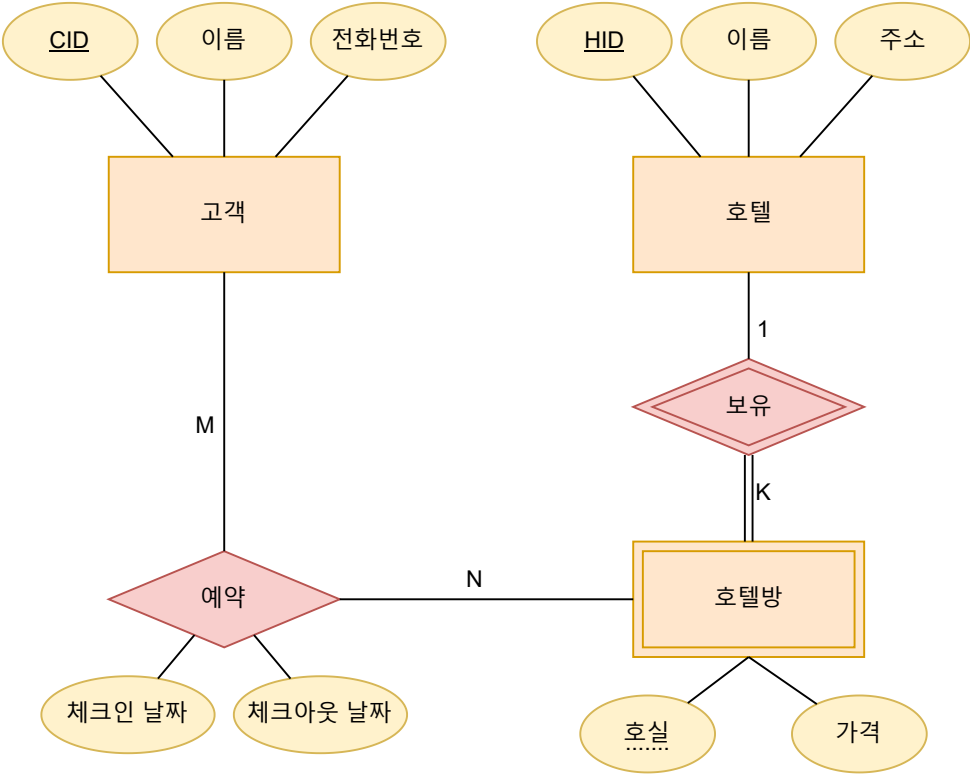 CID
이름
전화번호
HID
이름
주소
고객
호텔
1
보유
M
K
예약
N
호텔방
체크인 날짜
체크아웃 날짜
호실
가격